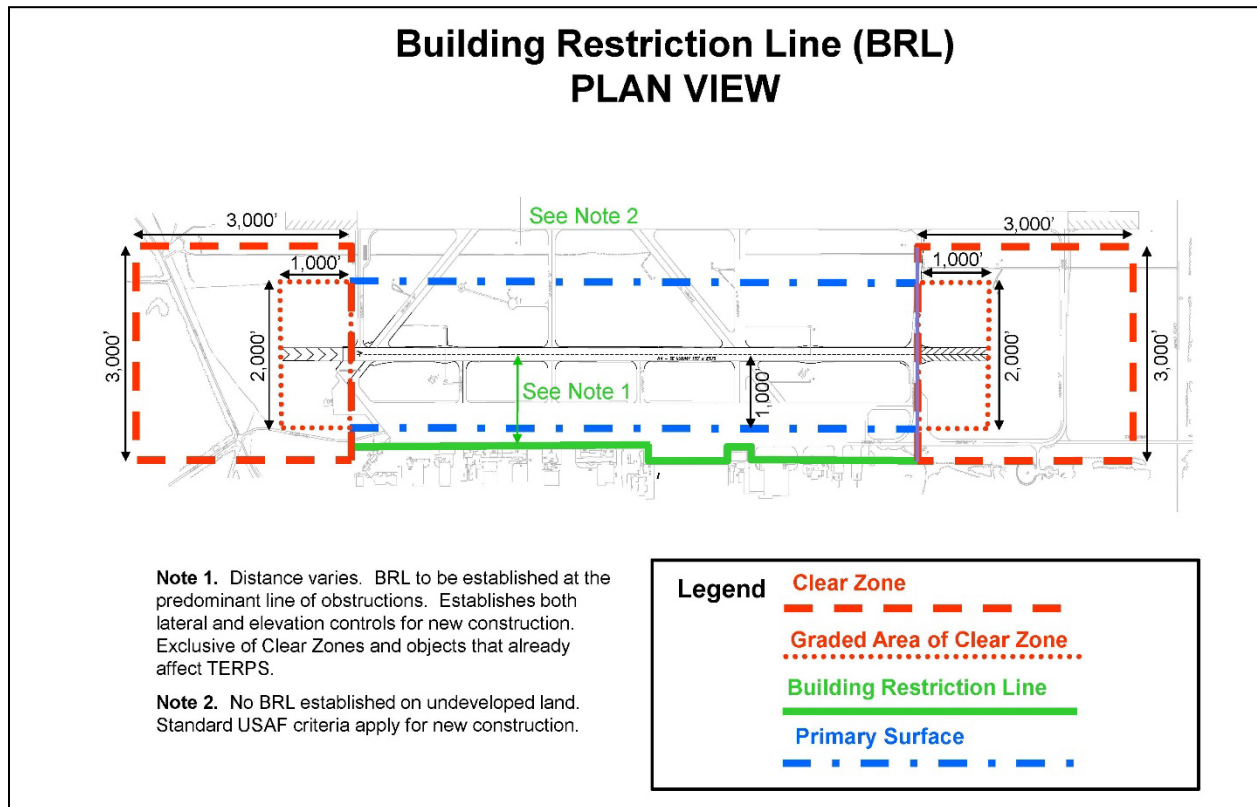 Building Restriction Line (BRL)
PLAN VIEW
See Note 2
3,000'
3,000'
1,000'
1,000'
3,000'
2,000'
See Note 1
1,000'
2,000'
3,000'
Note 1. Distance varies. BRL to be established at the
predominant line of obstructions. Establishes both
lateral and elevation controls for new construction.
Exclusive of Clear Zones and objects that already
affect TERPS.
Note 2. No BRL established on undeveloped land.
Standard USAF criteria apply for new construction.
Legend
Clear Zone
Graded Area of Clear Zone
Building Restriction Line
Primary Surface